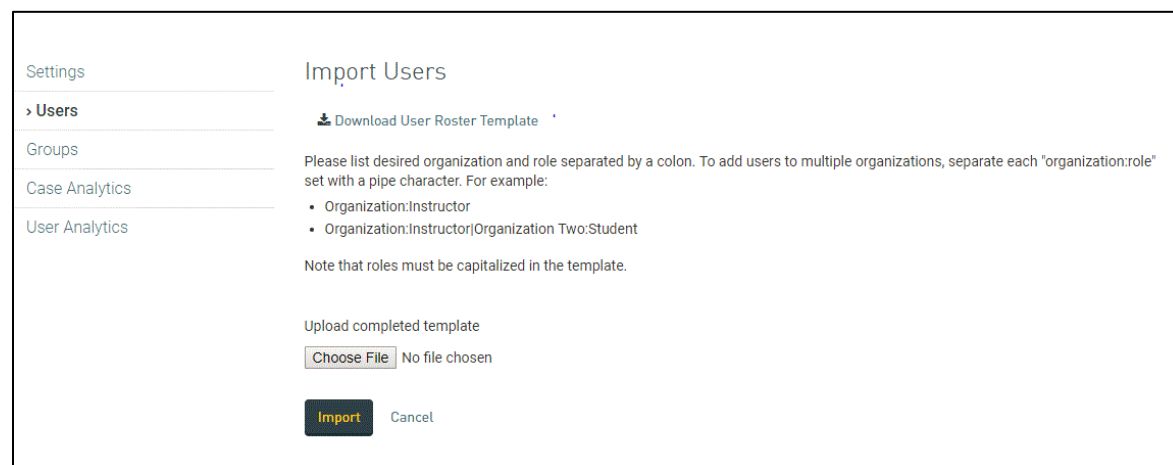 Settings
› Users
Groups
Case Analytics
User Analytics
Import Users
Download User Roster Template
Please list desired organization and role separated by a colon. To add users to multiple organizations, separate each "organization:role"
set with a pipe character. For example:
• Organization:Instructor
• Organization:Instructor|Organization Two:Student
Note that roles must be capitalized in the template.
Upload completed template
Choose File No file chosen
Import Cancel